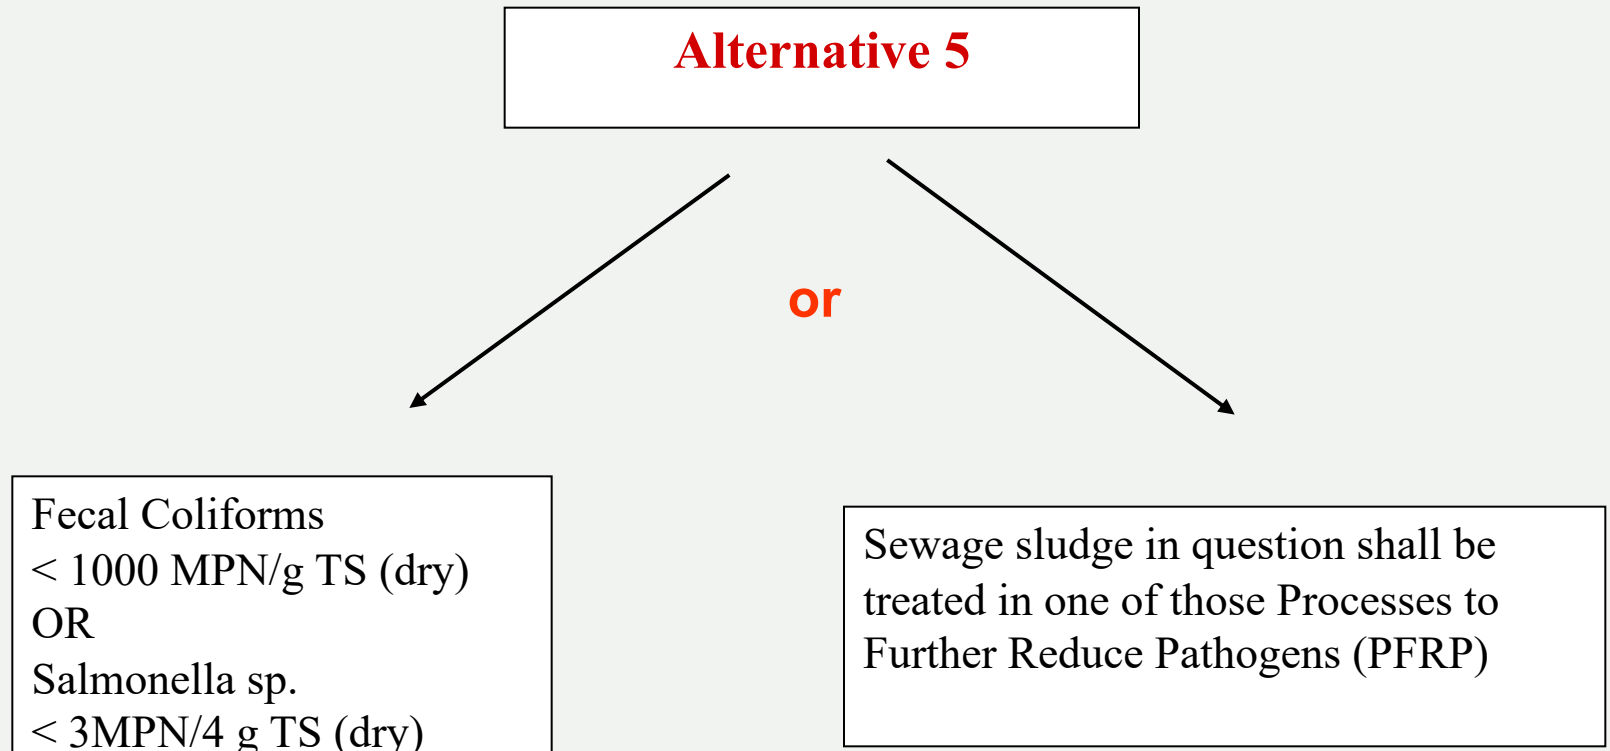 Alternative 5
or
Fecal Coliforms
< 1000 MPN/g TS (dry)
OR
Salmonella sp.
< 3MPN/4 g TS (dry)
Sewage sludge in question shall be
treated in one of those Processes to
Further Reduce Pathogens (PFRP)